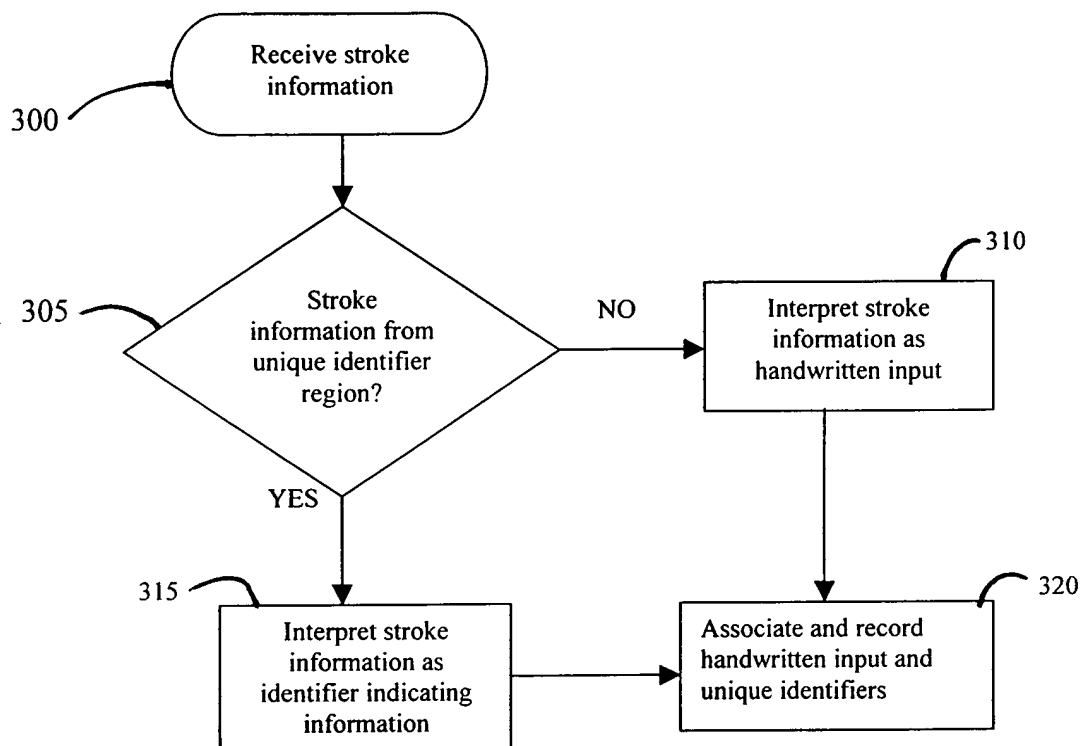 Receive stroke
information
300
305
Stroke
information from
unique identifier
region?
NO
310
Interpret stroke
information as
handwritten input
YES
315
Interpret stroke
information as
identifier indicating
information
320
Associate and record
handwritten input and
unique identifiers